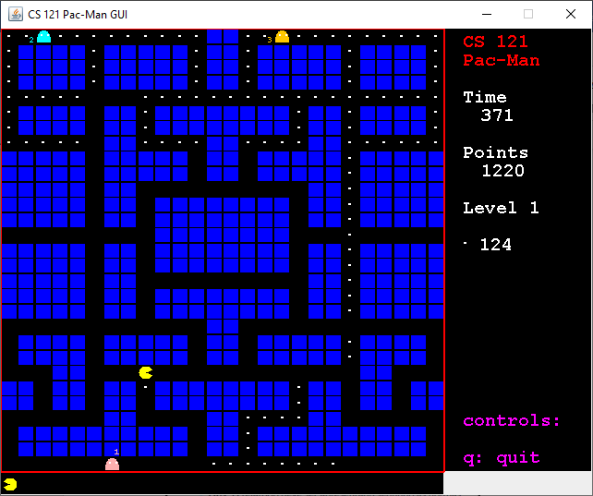 CS 121 Pac-Man GUI
2
3
CS 121
Pac-Man
Time
371
Points
1220
Level 1
124
controls:
1
q: quit